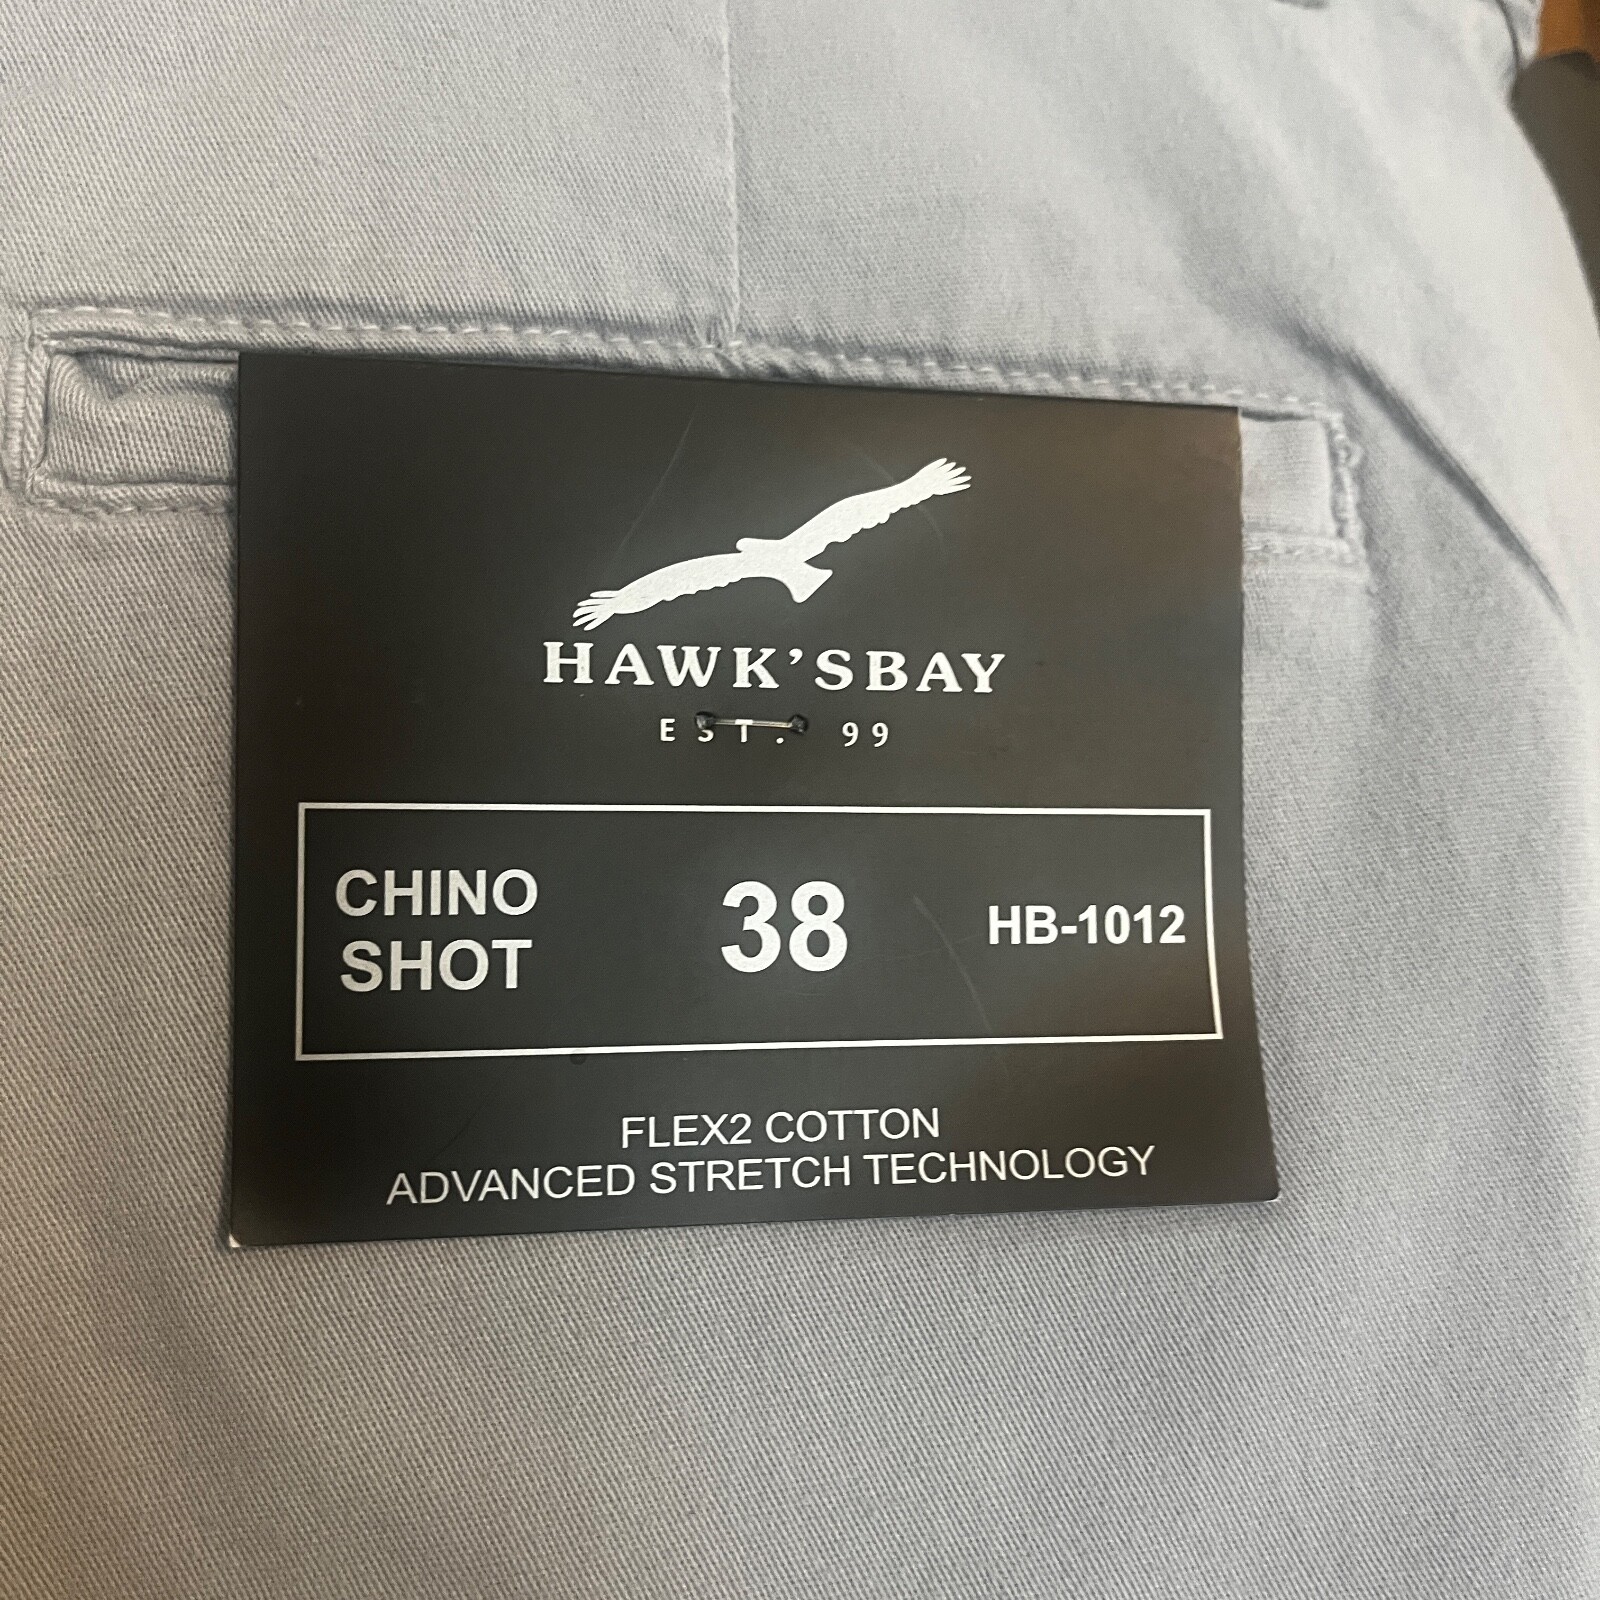 HAWK'SBAY
EST. 99
CHINO
SHOT
38
HB-1012
FLEX2 COTTON
ADVANCED STRETCH TECHNOLOGY